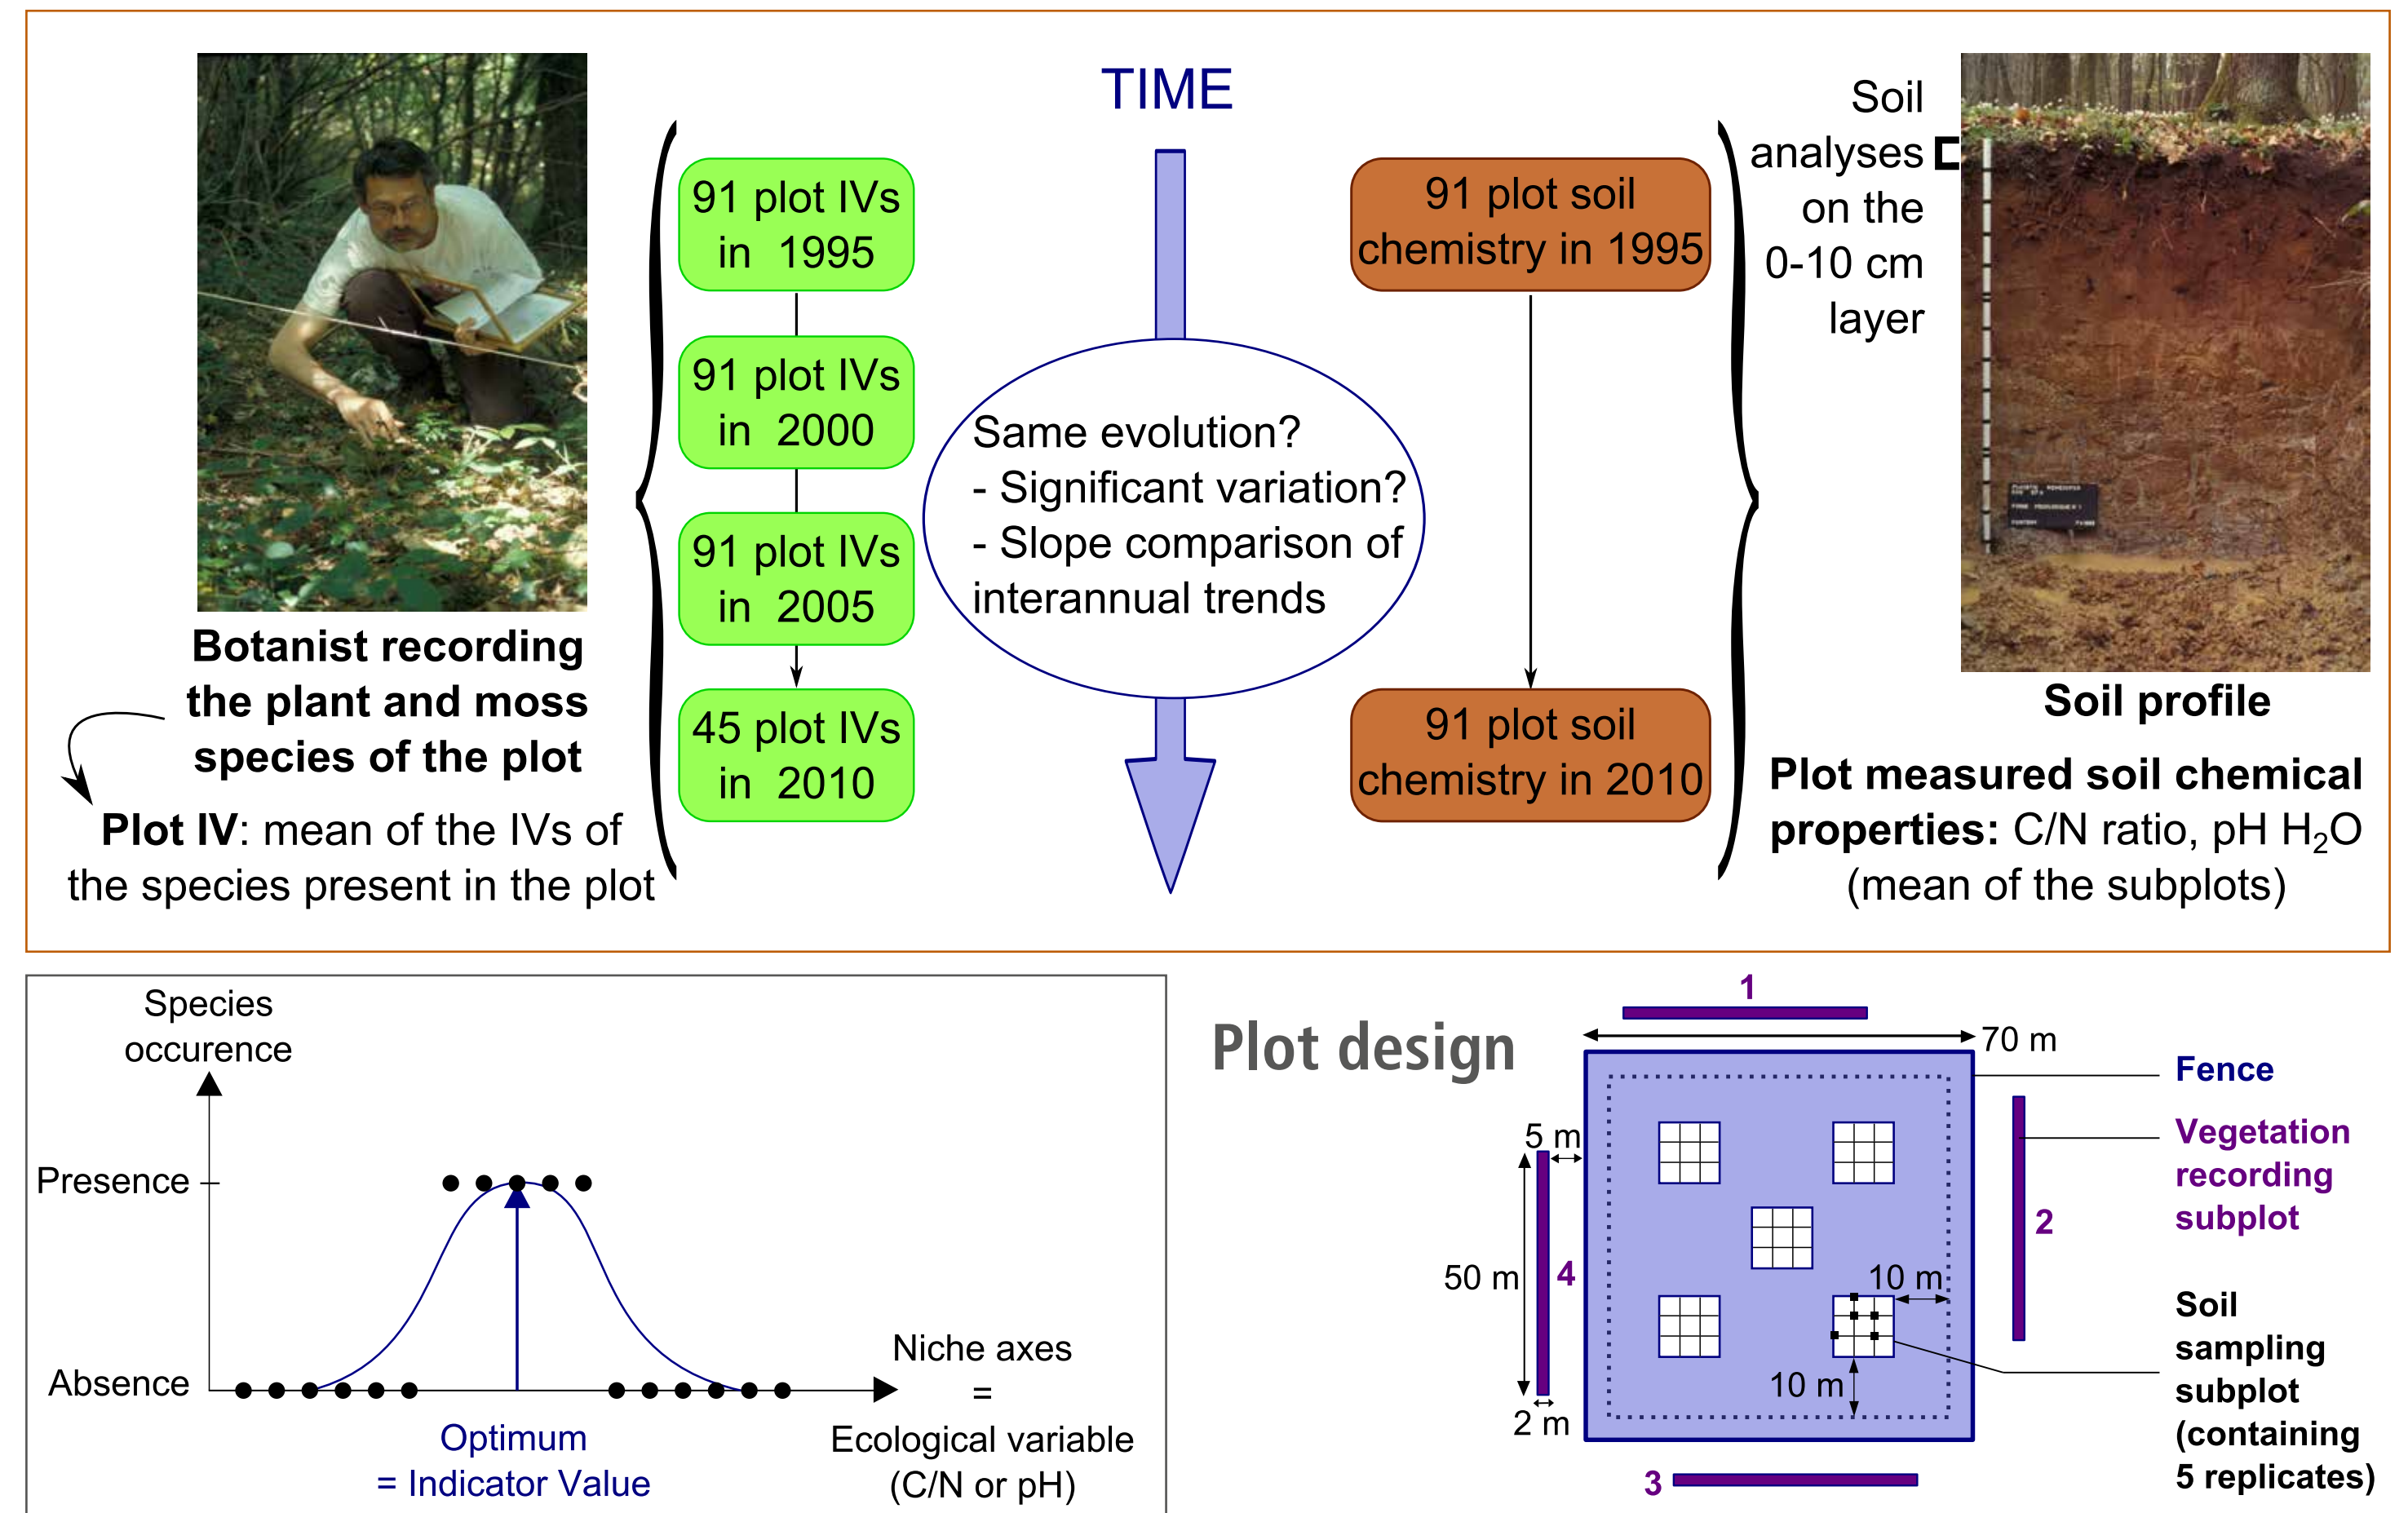 TIME
91 plot IVs
in 1995
91 plot IVs
in 2000
91 plot IVs
in 2005
45 plot IVs
in 2010
Botanist recording
the plant and moss
species of the plot
Plot IV: mean of the IVs of
the species present in the plot
Same evolution?
- Significant variation?
- Slope comparison of
interannual trends
91 plot soil
chemistry in 1995
91 plot soil
chemistry in 2010
Soil
analyses
on the
0-10 cm
layer
Soil profile
Plot measured soil chemical
properties: C/N ratio, pH H₂O
(mean of the subplots)
Species
occurence
Presence
Absence
Optimum
= Indicator Value
Niche axes
=
Ecological variable
(C/N or pH)
Plot design
1
70 m
5 m
50 m
4
2 m
10 m
10 m
3
2
Fence
Vegetation
recording
subplot
Soil
sampling
subplot
(containing
5 replicates)